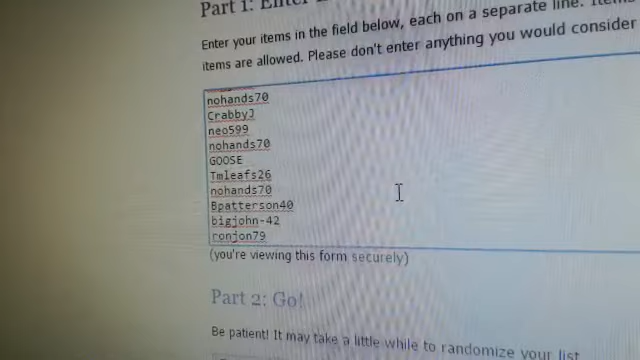 Part 1: Enter
Enter your items in the field below, each on a separate line.
items are allowed. Please don't enter anything you would consider
nohands70
CrabbyJ
neo599
nohands70
GOOSE
Tmleafs26
nohands70
Bpatterson40
bigjohn-42
ronjon79
(you're viewing this form securely)
Part 2: Go!
Be patient! It may take a little while to randomize your list